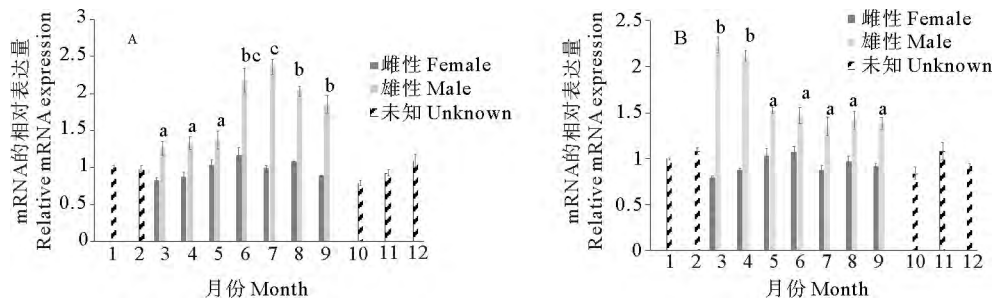 A
mRNA的相对表达量
Relative mRNA expression
3
2.5
2
1.5
1
0.5
0
a
a
a
bc
c
b
b
1 2 3 4 5 6 7 8 9 10 11 12
月份 Month
雌性 Female
雄性 Male
未知 Unknown
B
mRNA的相对表达量
Relative mRNA expression
2.5
2
1.5
1
0.5
0
b
b
a
a
a
a
a
1 2 3 4 5 6 7 8 9 10 11 12
月份 Month
雌性 Female
雄性 Male
未知 Unknown